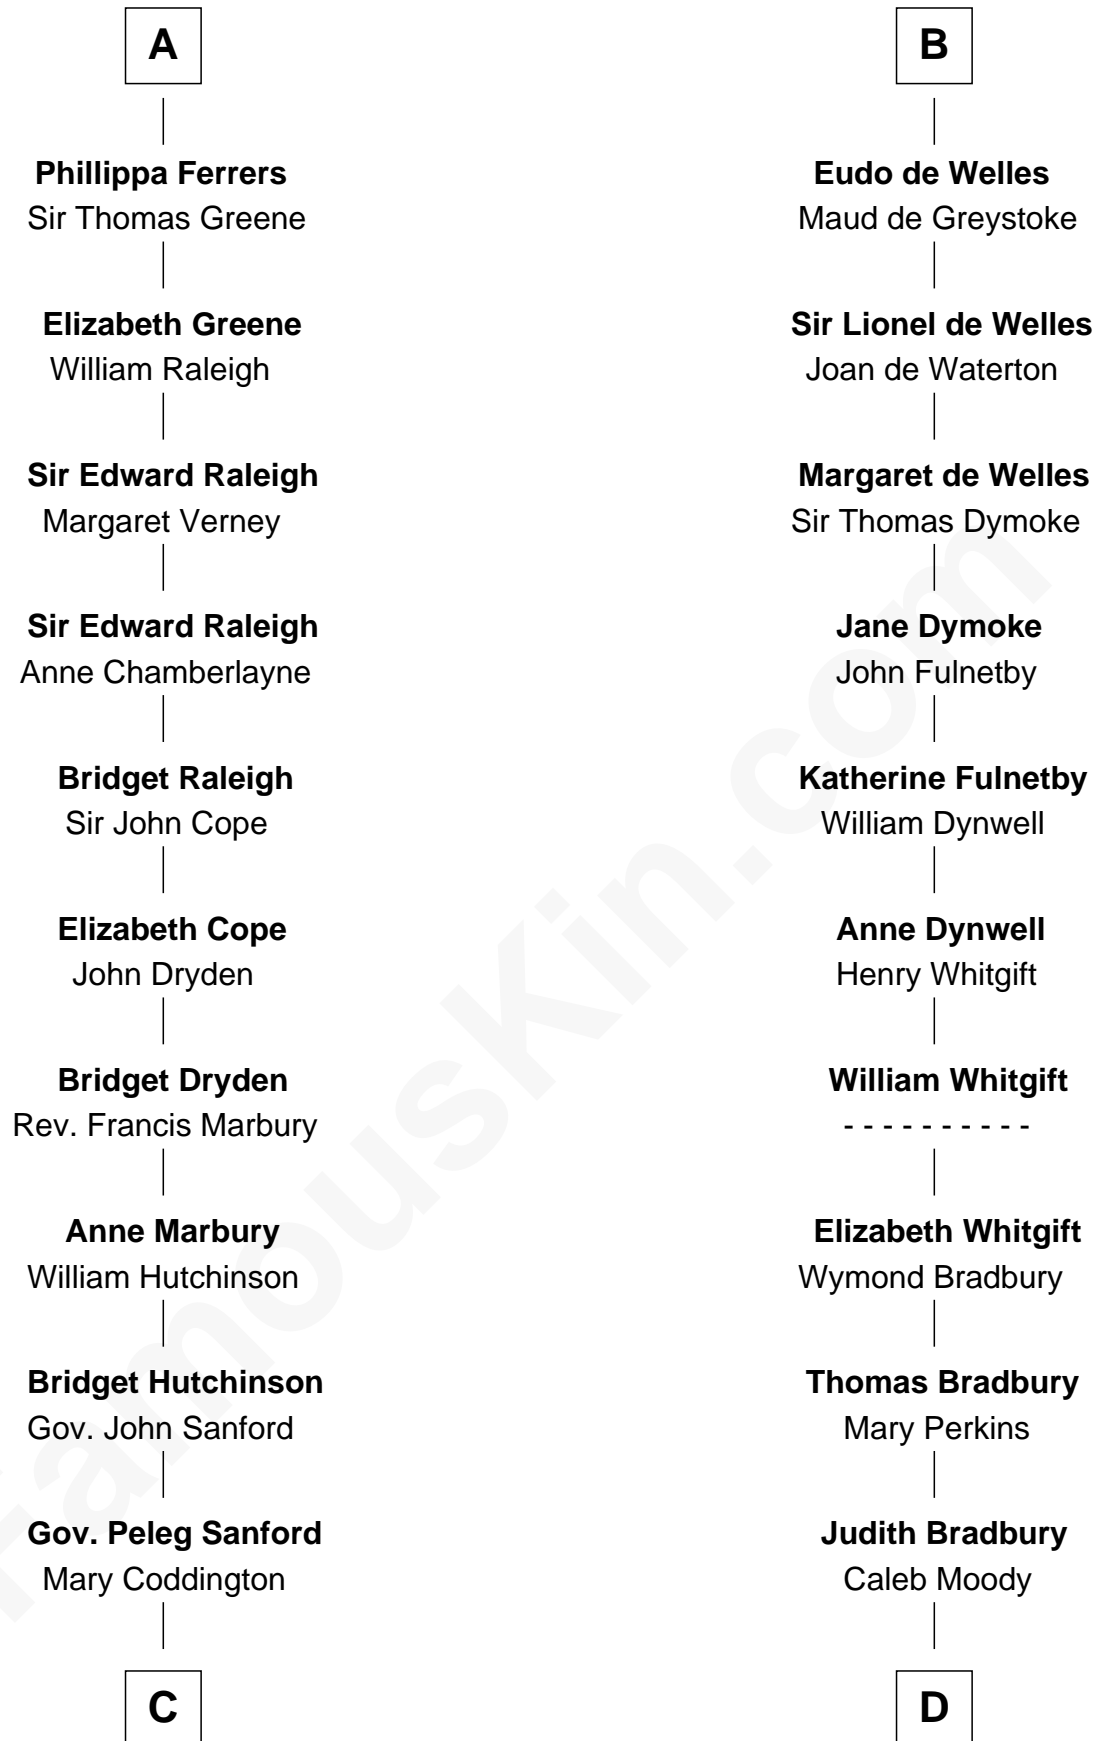 A
Phillippa Ferrers
Sir Thomas Greene
Elizabeth Greene
William Raleigh
Sir Edward Raleigh
Margaret Verney
Sir Edward Raleigh
Anne Chamberlayne
Bridget Raleigh
Sir John Cope
Elizabeth Cope
John Dryden
Bridget Dryden
Rev. Francis Marbury
Anne Marbury
William Hutchinson
Bridget Hutchinson
Gov. John Sanford
Gov. Peleg Sanford
Mary Coddington
C
B
Eudo de Welles
Maud de Greystoke
Sir Lionel de Welles
Joan de Waterton
Margaret de Welles
Sir Thomas Dymoke
Jane Dymoke
John Fulnetby
Katherine Fulnetby
William Dynwell
Anne Dynwell
Henry Whitgift
William Whitgift
- - - - - - - - - -
Elizabeth Whitgift
Wymond Bradbury
Thomas Bradbury
Mary Perkins
Judith Bradbury
Caleb Moody
D
FamousKin.com